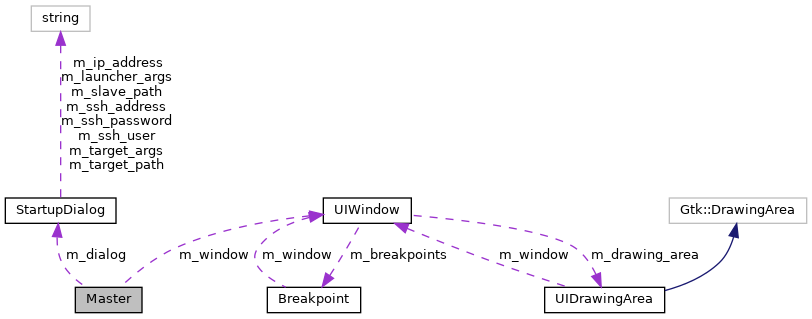 string
m_ip_address
m_launcher_args
m_slave_path
m_ssh_address
m_ssh_password
m_ssh_user
m_target_args
m_target_path
StartupDialog
UIWindow
Gtk::DrawingArea
m_dialog
m_window
m_window
m_breakpoints
m_window
m_drawing_area
Master
Breakpoint
UIDrawingArea